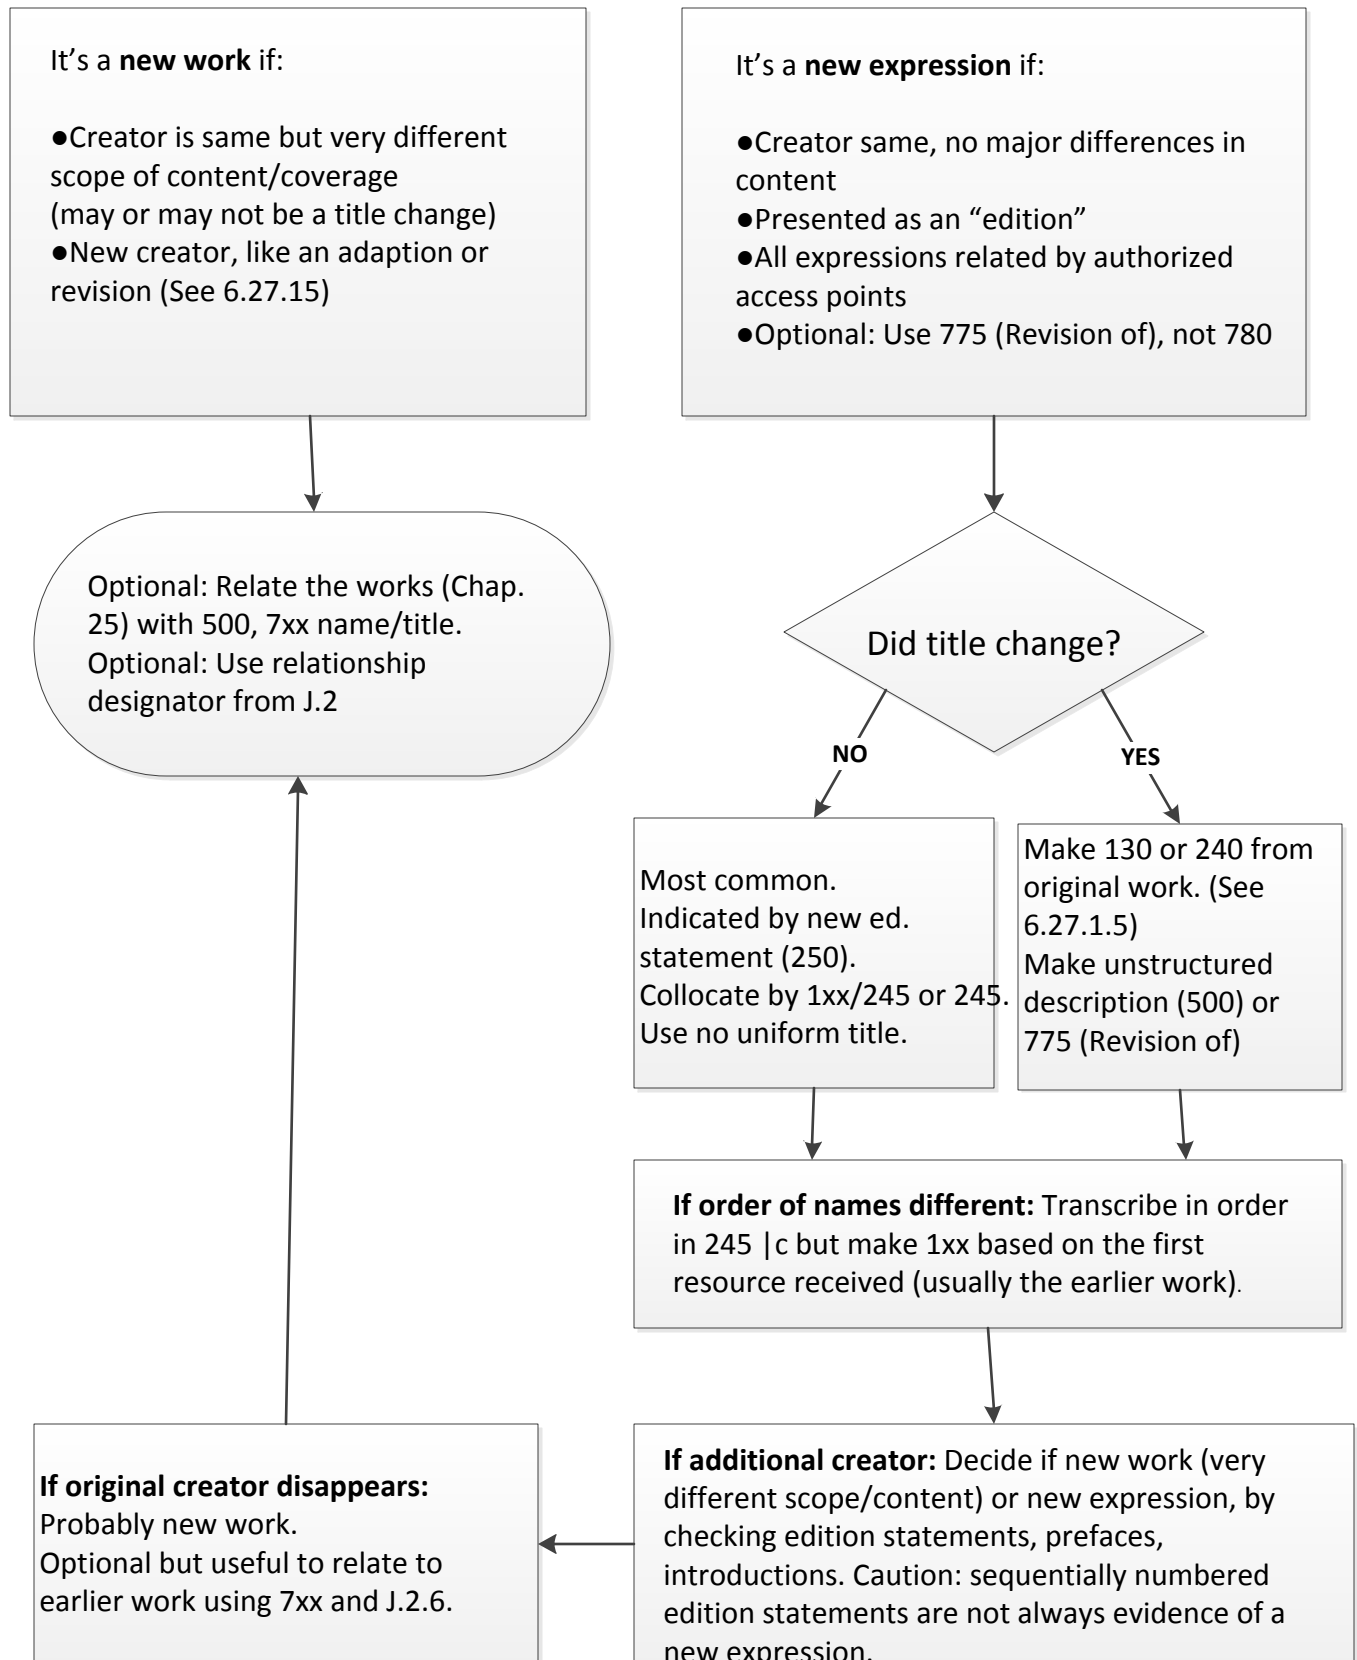 It’s a new work if:
●Creator is same but very different
scope of content/coverage
(may or may not be a title change)
●New creator, like an adaption or
revision (See 6.27.15)
It’s a new expression if:
●Creator same, no major differences in
content
●Presented as an “edition”
●All expressions related by authorized
access points
●Optional: Use 775 (Revision of), not 780
Optional: Relate the works (Chap.
25) with 500, 7xx name/title.
Optional: Use relationship
designator from J.2
Did title change?
NO
YES
Most common.
Indicated by new ed.
statement (250).
Collocate by 1xx/245 or 245.
Use no uniform title.
Make 130 or 240 from
original work. (See
6.27.1.5)
Make unstructured
description (500) or
775 (Revision of)
If order of names different: Transcribe in order
in 245 |c but make 1xx based on the first
resource received (usually the earlier work).
If original creator disappears:
Probably new work.
Optional but useful to relate to
earlier work using 7xx and J.2.6.
If additional creator: Decide if new work (very
different scope/content) or new expression, by
checking edition statements, prefaces,
introductions. Caution: sequentially numbered
edition statements are not always evidence of a
new expression.